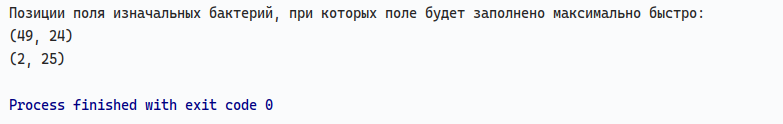 Позиции поля изначальных бактерий, при которых поле будет заполнено максимально быстро:
(49, 24)
(2, 25)
Process finished with exit code 0